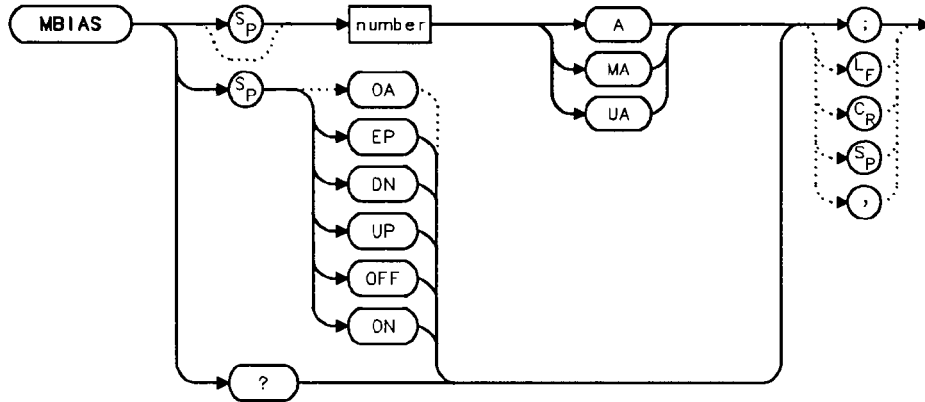 MBIAS
SP number A ;
MA LF
SP OA UA CR
EP SP
DN ,
UP
OFF
ON
?